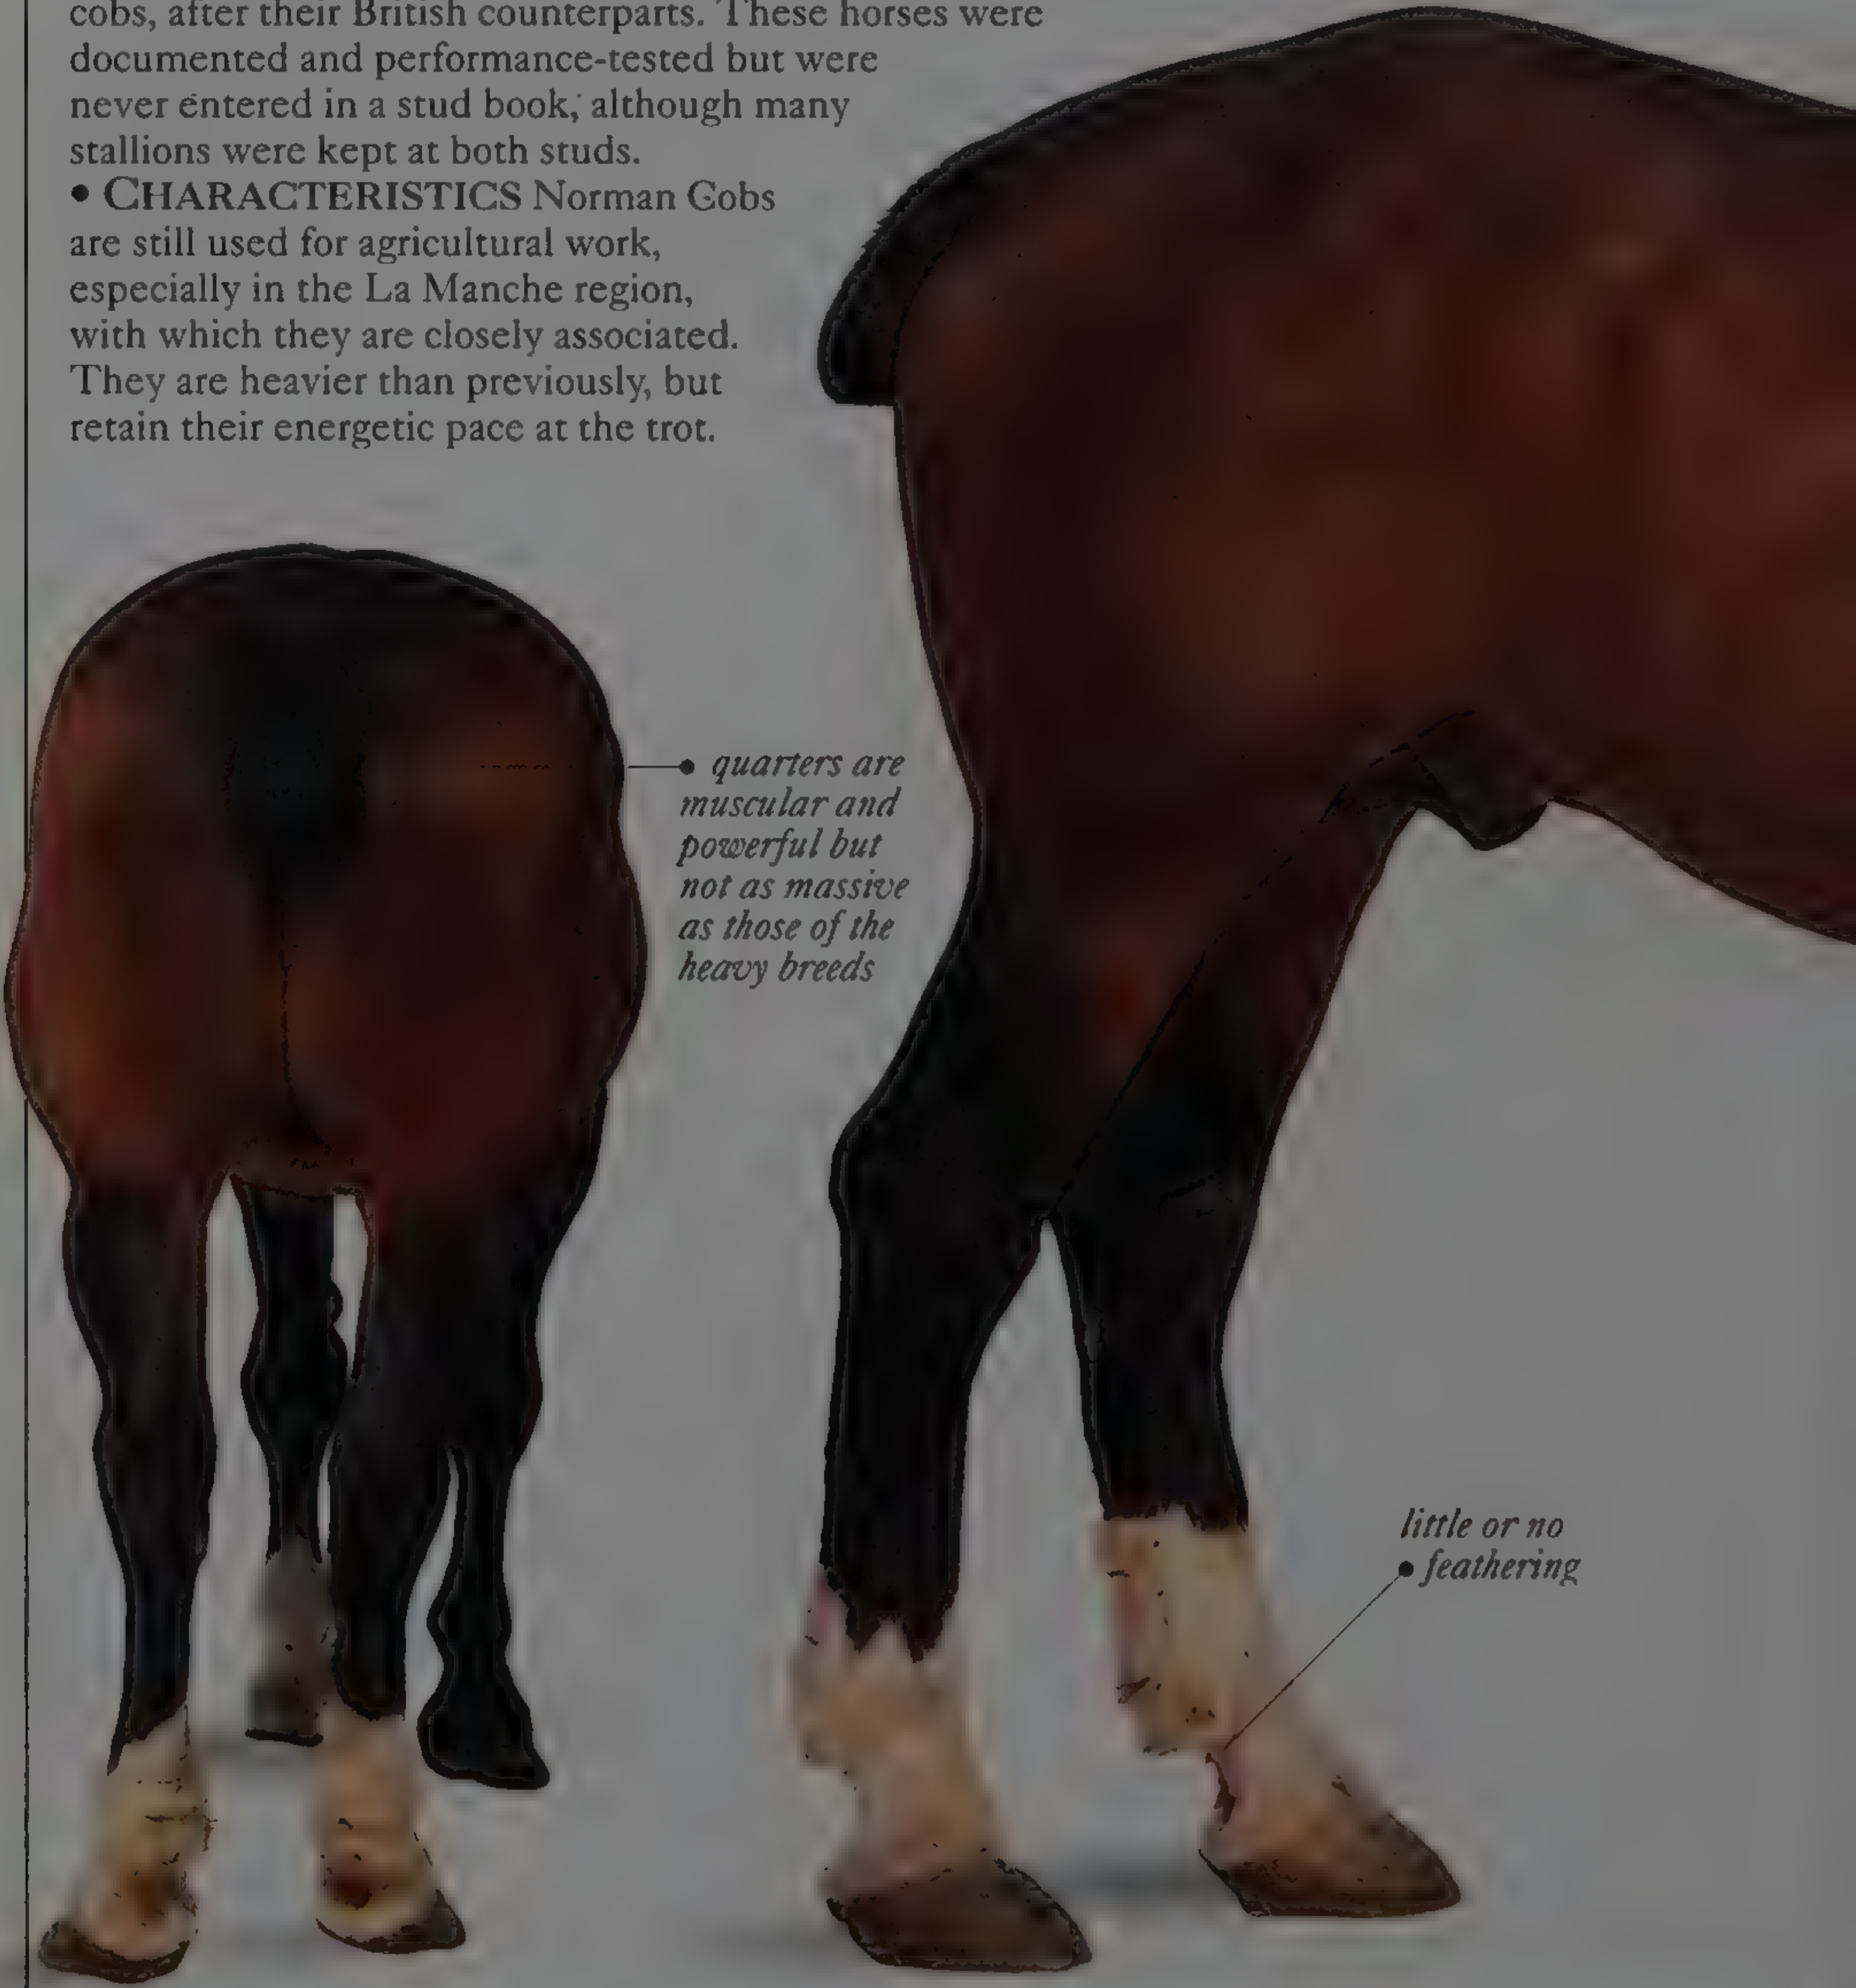 cobs, after their British counterparts. These horses were
documented and performance-tested but were
never entered in a stud book, although many
stallions were kept at both studs.
• CHARACTERISTICS Norman Cobs
are still used for agricultural work,
especially in the La Manche region,
with which they are closely associated.
They are heavier than previously, but
retain their energetic pace at the trot.
quarters are
muscular and
powerful but
not as massive
as those of the
heavy breeds
little or no
feathering